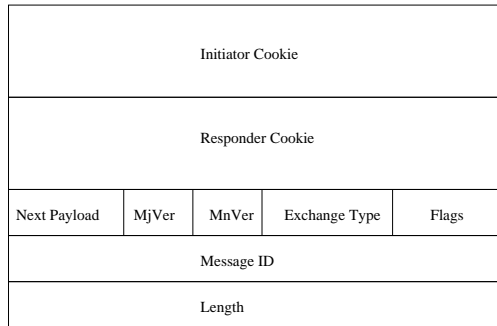 Initiator Cookie
Responder Cookie
Next Payload MjVer MnVer Exchange Type Flags
Message ID
Length